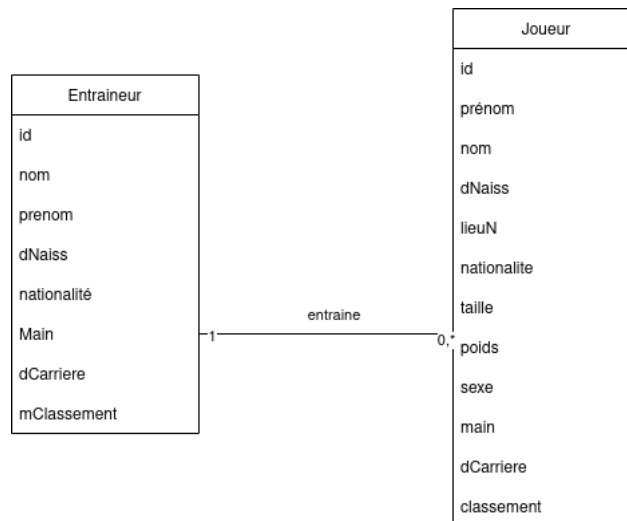 Entraineur
id
nom
prenom
dNaiss
nationalité
Main
dCarriere
mClassement
1
entraine
0,*
Joueur
id
prénom
nom
dNaiss
lieuN
nationalite
taille
poids
sexe
main
dCarriere
classement